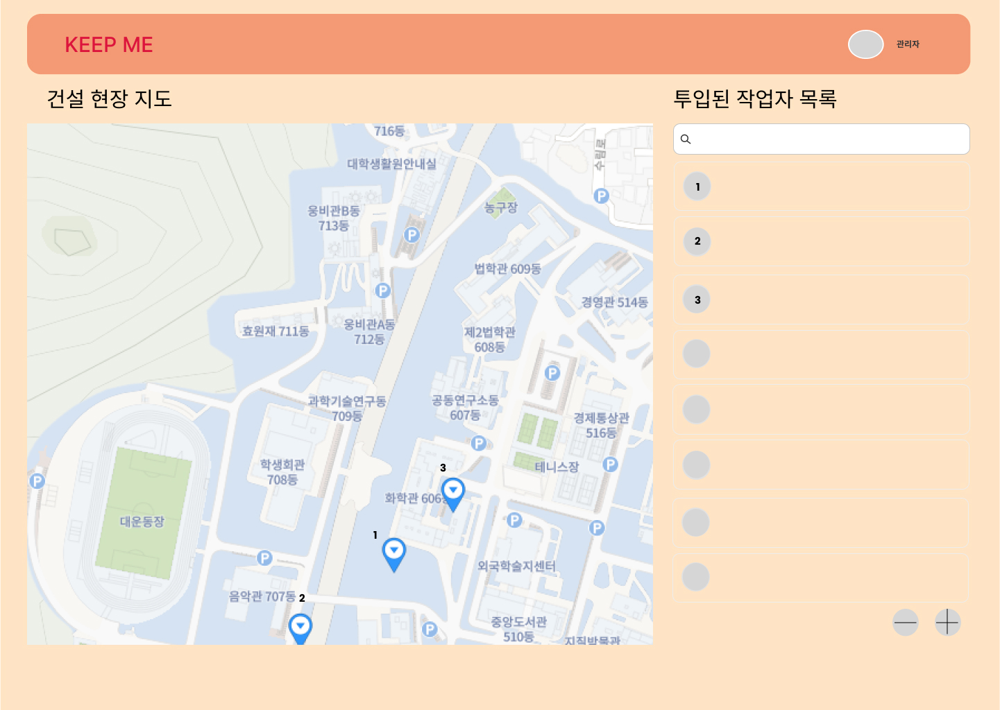 KEEP ME
관리자
건설 현장 지도
투입된 작업자 목록
716동
대학생활원안내실
수림로
웅비관B동
713동
농구장
P
P
법학관 609동
P
경영관 514동
효원재 711동
웅비관A동
712동
제2법학관
608동
P
과학기술연구동
709동
공동연구소동
607동
경제통상관
516동
P
학생회관
708동
테니스장
P
P
3
화학관 606동
대운동장
P
P
1
P
외국학술지센터
음악관 707동
2
중앙도서관
510동
P
지질박물관
1
2
3